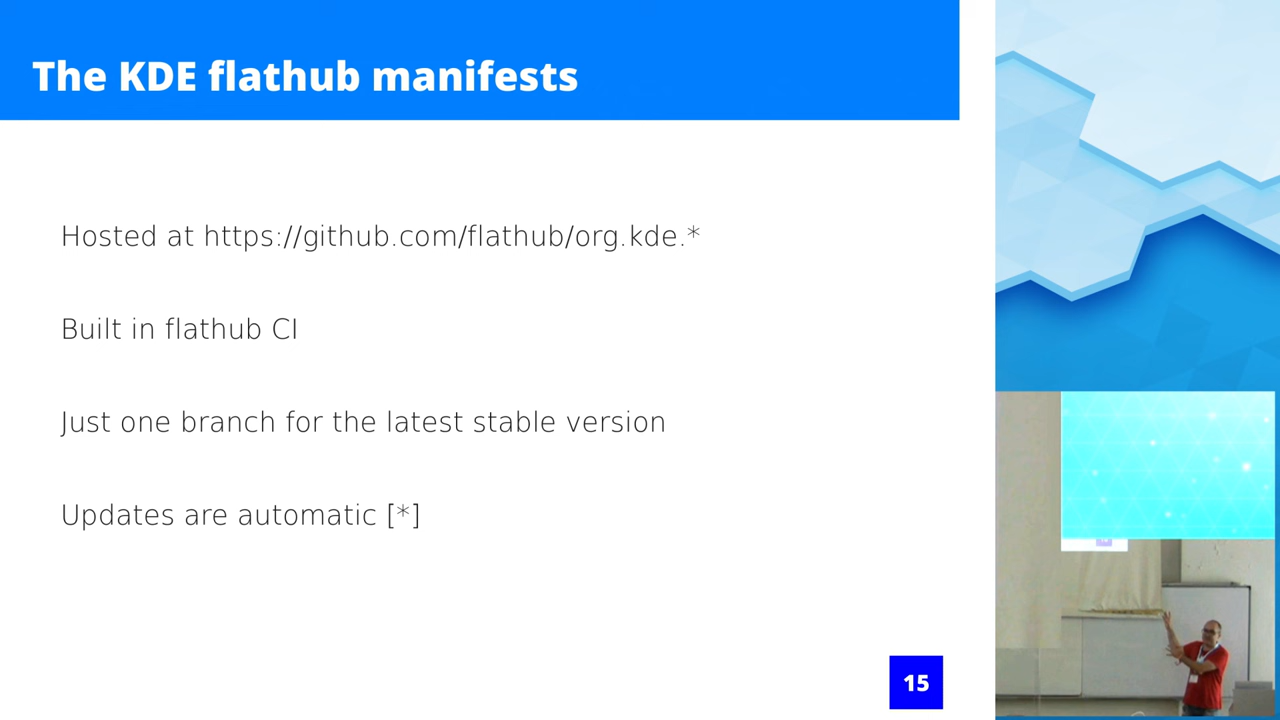 The KDE flathub manifests
Hosted at https://github.com/flathub/org.kde.*
Built in flathub CI
Just one branch for the latest stable version
Updates are automatic [*]
15